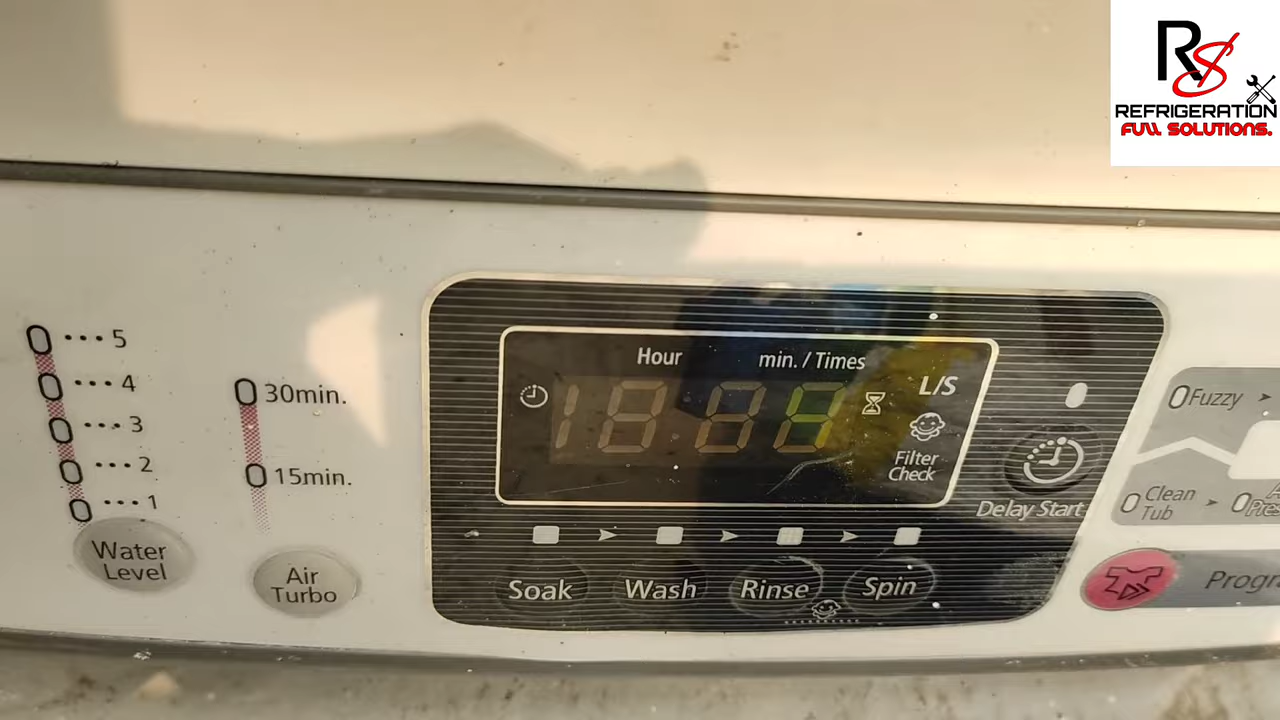 RS
REFRIGERATION
FULL SOLUTIONS.
Hour min. / Times
L/S
Filter
Check
5
4
3
2
1
Water
Level
30min.
15min.
Air
Turbo
Delay Start
Soak
Wash
Rinse
Spin
Fuzzy
Clean
Tub